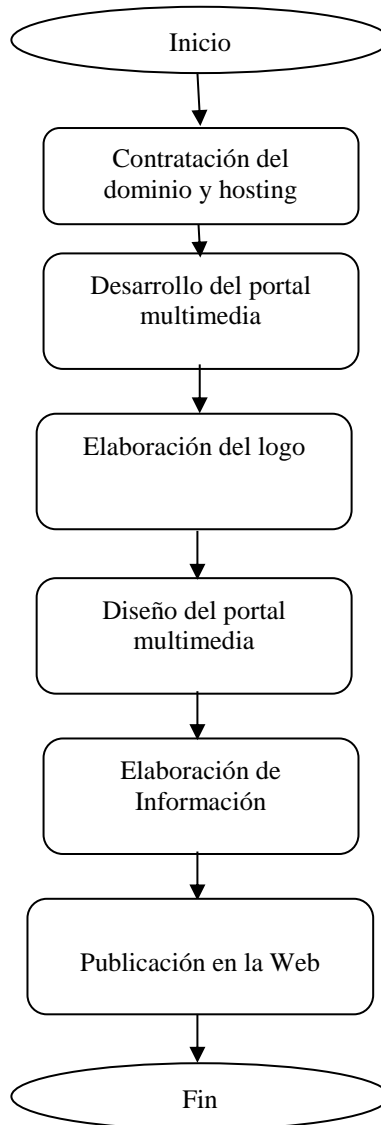 Inicio
Contratación del
dominio y hosting
Desarrollo del portal
multimedia
Elaboración del logo
Diseño del portal
multimedia
Elaboración de
Información
Publicación en la Web
Fin